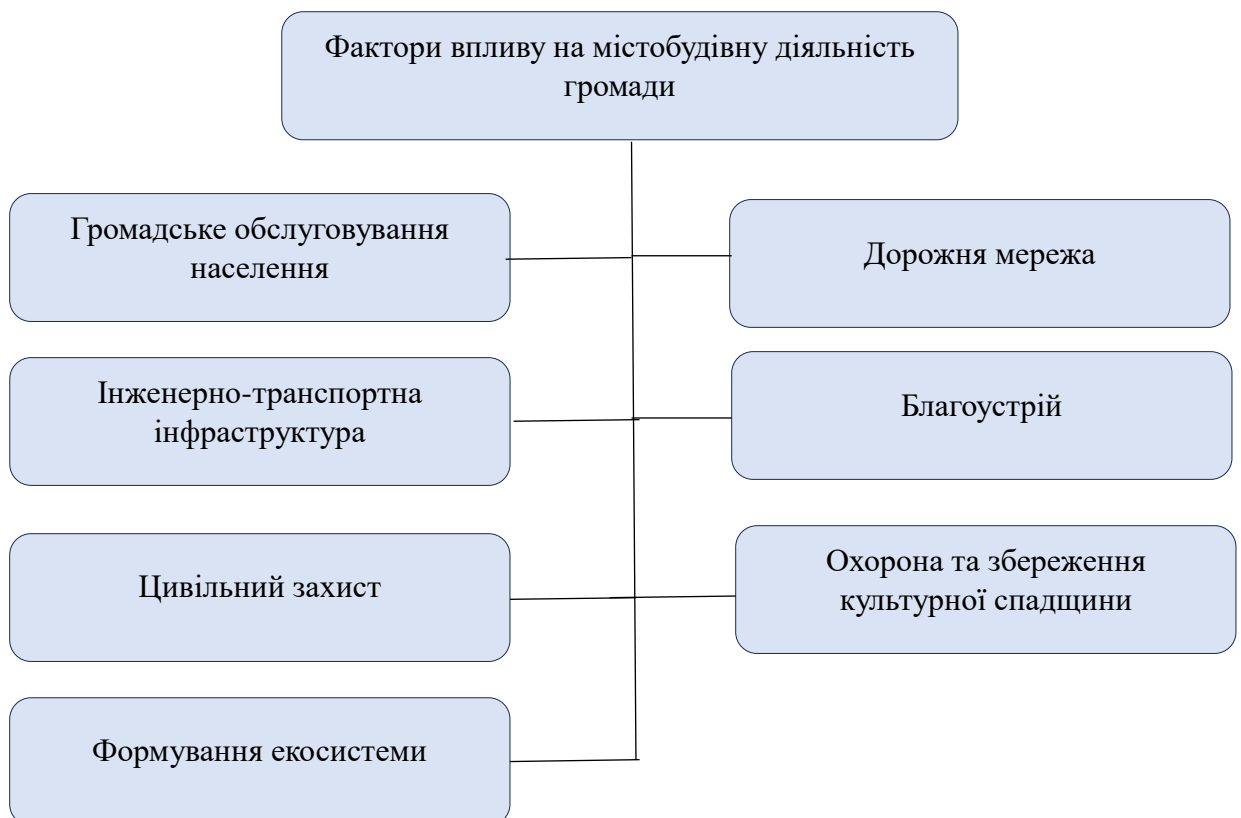 Фактори впливу на містобудівну діяльність
громади
Громадське обслуговування
населення
Дорожня мережа
Інженерно-транспортна
інфраструктура
Благоустрій
Цивільний захист
Охорона та збереження
культурної спадщини
Формування екосистеми